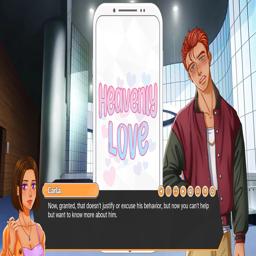 Heavenly
LOVE
Carla
Now, granted, that doesn't justify or excuse his behavior, but now you can't help
but want to know more about him.